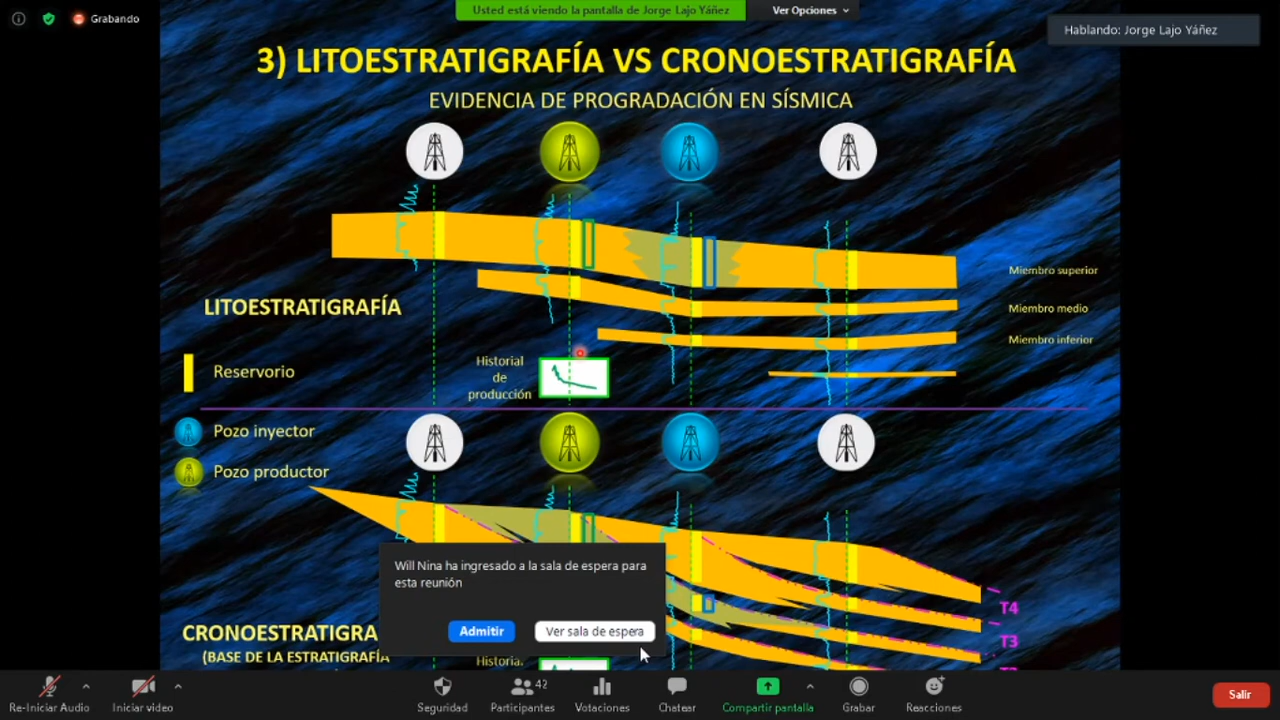 Grabando
Usted está viendo la pantalla de Jorge Lajo Yáñez
Ver Opciones
Hablando: Jorge Lajo Yáñez
3) LITOESTRATIGRAFÍA VS CRONOESTRATIGRAFÍA
EVIDENCIA DE PROGRADACIÓN EN SÍSMICA
Miembro superior
Miembro medio
Miembro inferior
LITOESTRATIGRAFÍA
Reservorio
Historial
de
producción
Pozo inyector
Pozo productor
Will Nina ha ingresado a la sala de espera para
esta reunión
Admitir
Ver sala de espera
T4
T3
CRONOESTRATIGRA
(BASE DE LA ESTRATIGRAFÍA
Historia
Re-Iniciar Audio
Iniciar video
Seguridad
42
Participantes
Votaciones
Chatear
Compartir pantalla
Grabar
Reacciones
Salir